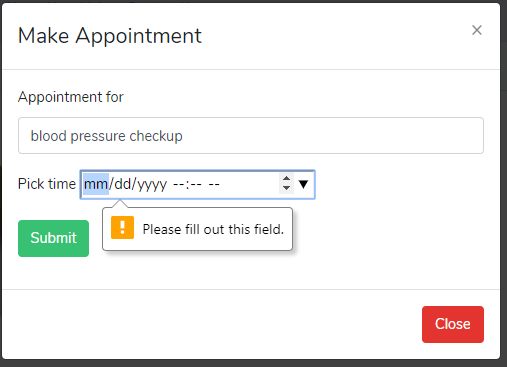 Make Appointment ×
Appointment for
blood pressure checkup
Pick time mm/dd/yyyy --:-- --
Please fill out this field.
Submit
Close